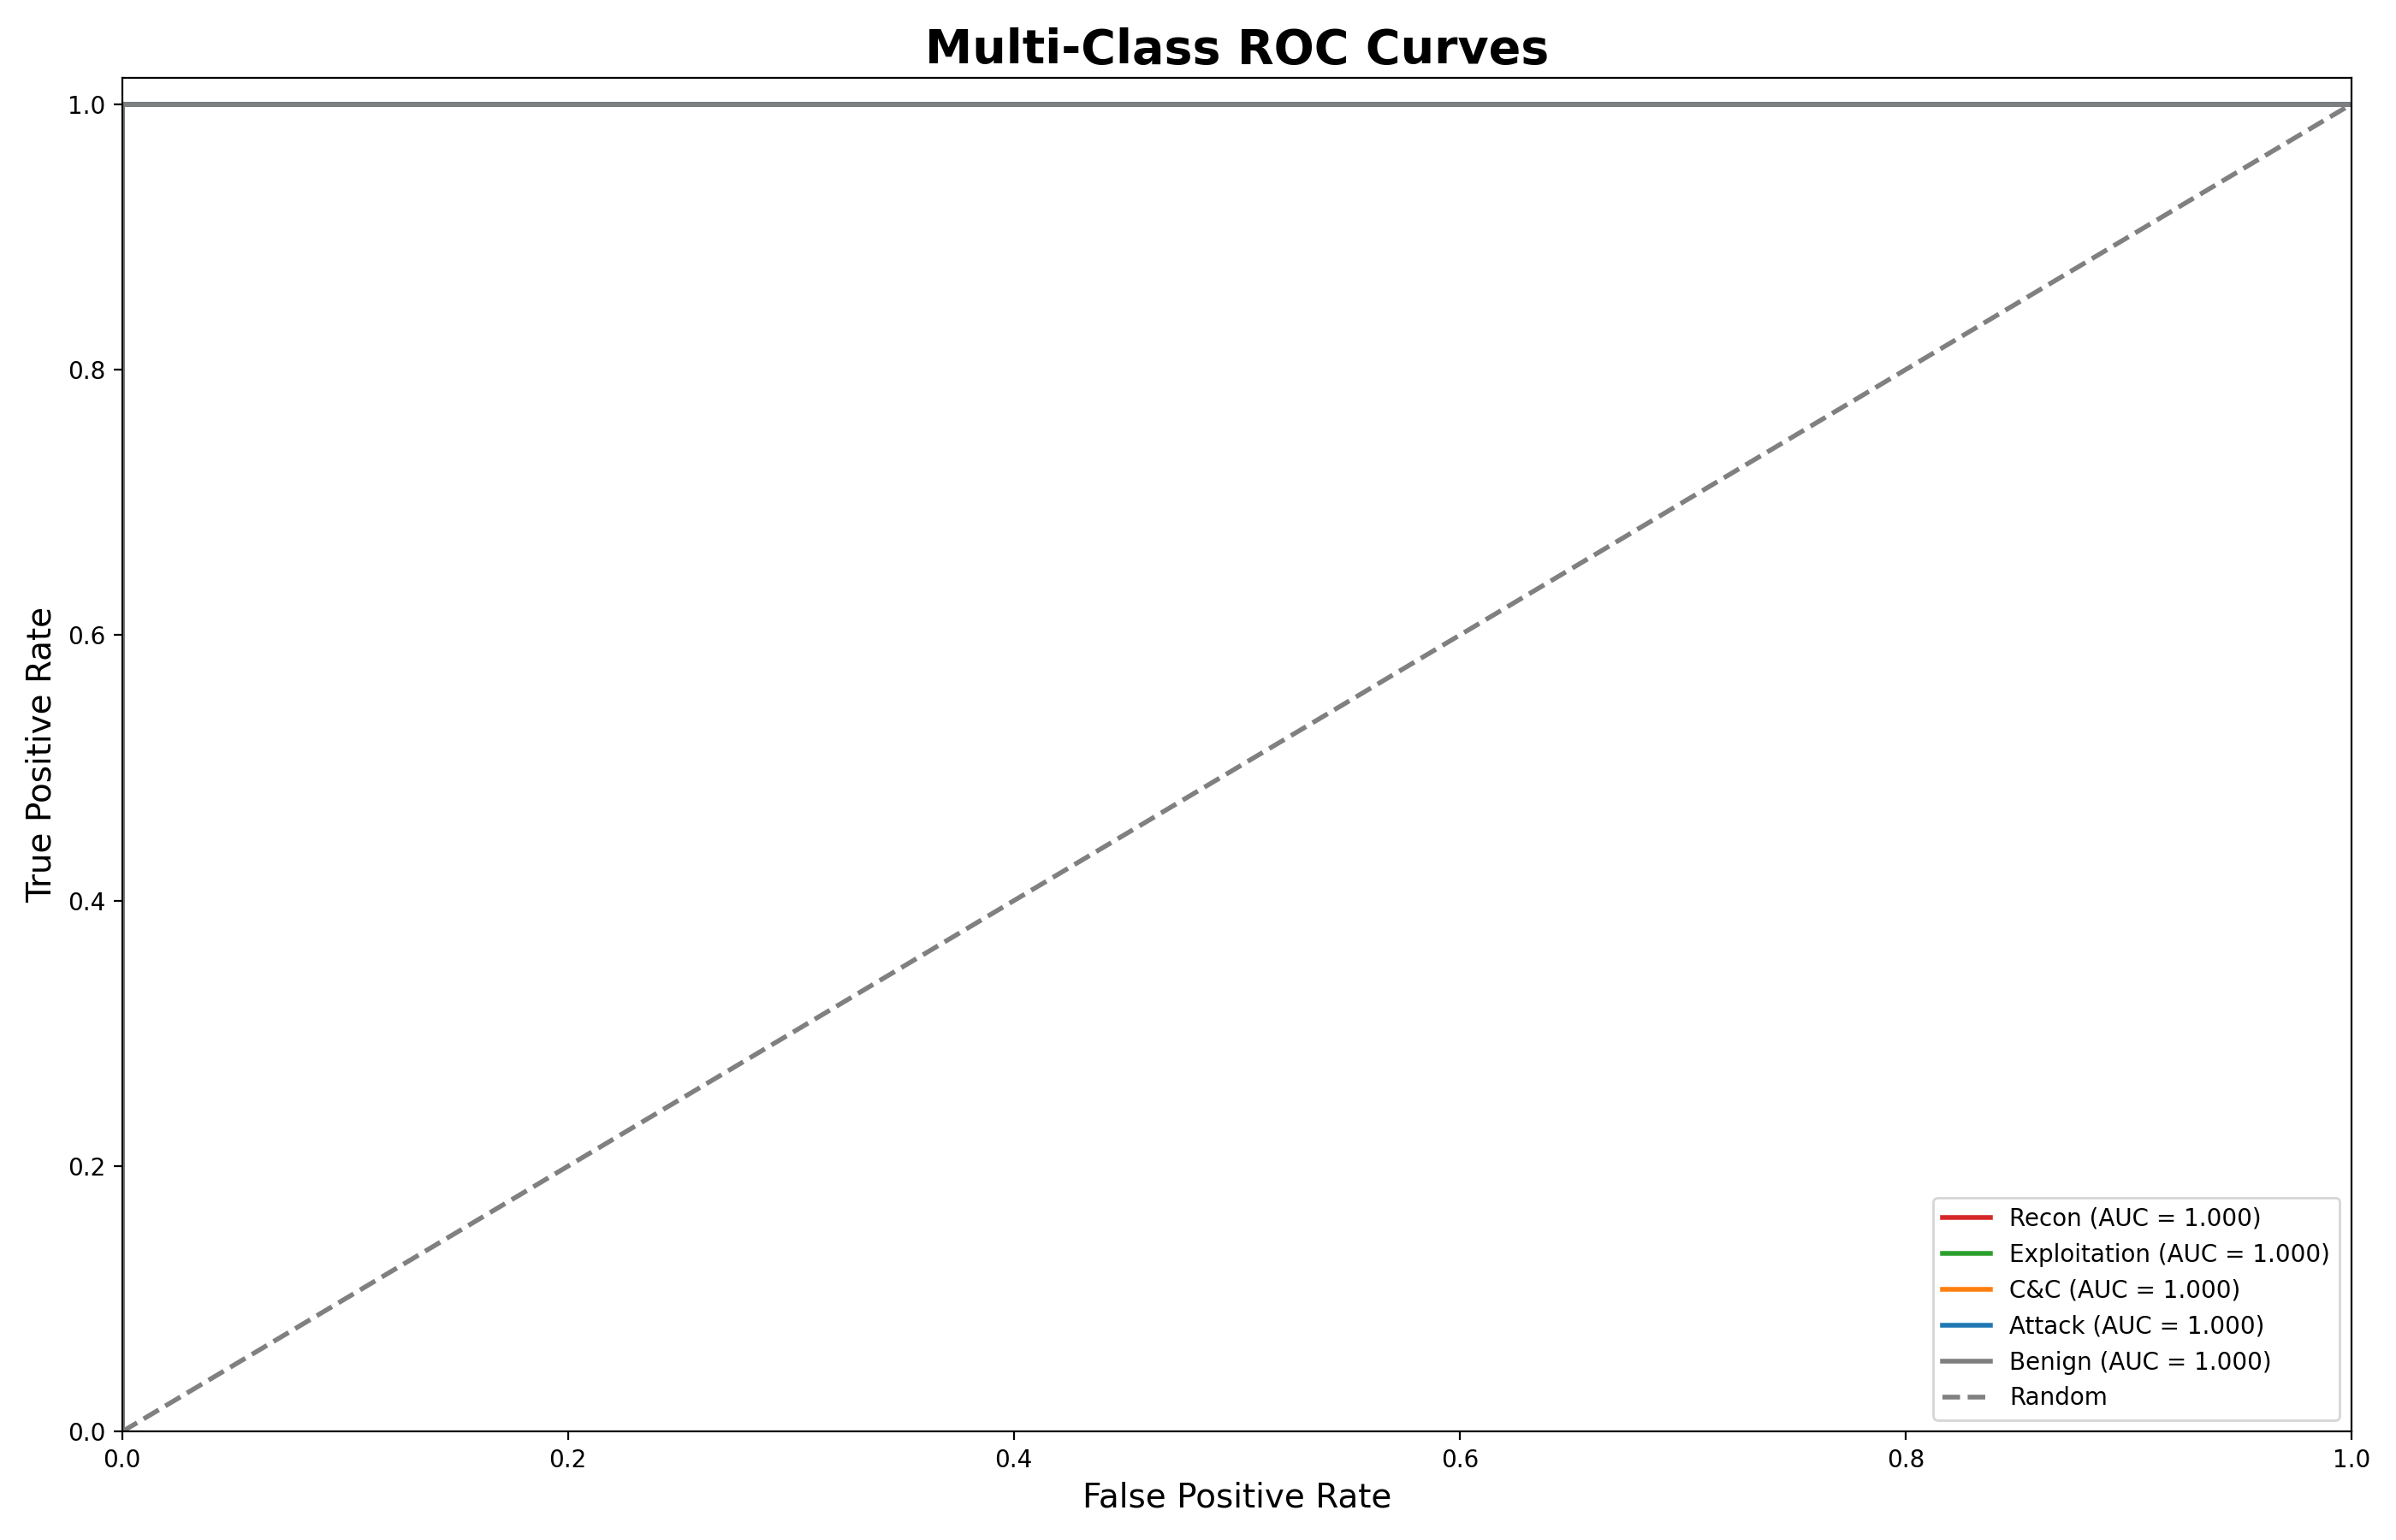 Multi-Class ROC Curves
True Positive Rate
1.0
0.8
0.6
0.4
0.2
0.0
0.0 0.2 0.4 0.6 0.8 1.0
False Positive Rate
Recon (AUC = 1.000)
Exploitation (AUC = 1.000)
C&C (AUC = 1.000)
Attack (AUC = 1.000)
Benign (AUC = 1.000)
Random